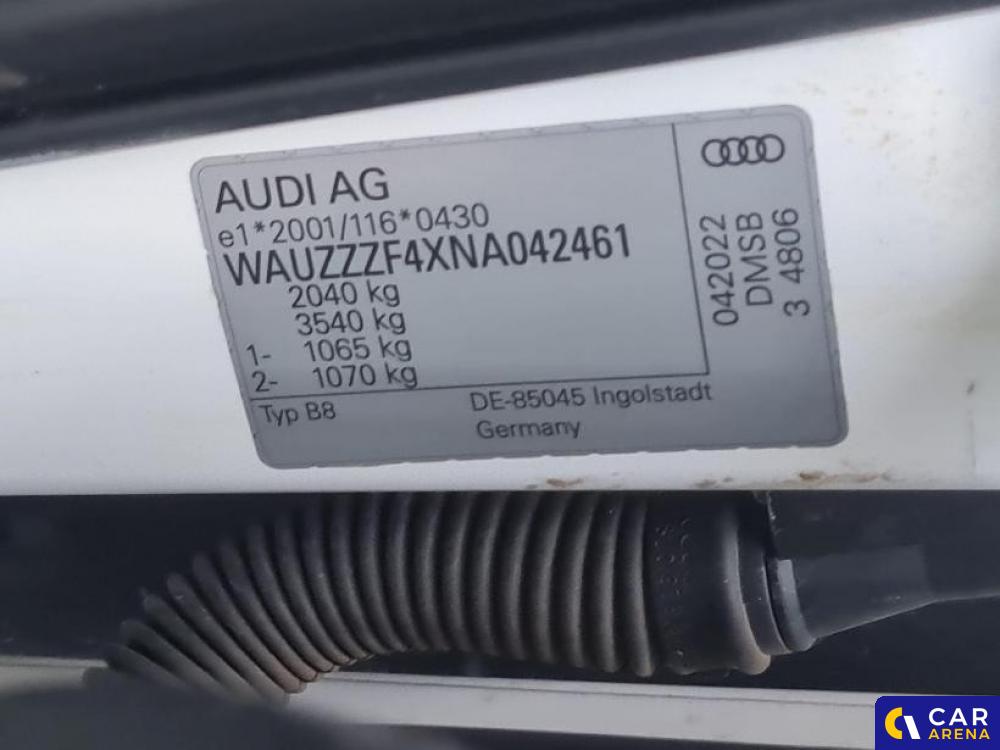 AUDI AG
e1*2001/116*0430
WAUZZZF4XNA042461
2040 kg
3540 kg
1- 1065 kg
2- 1070 kg
Typ B8
DE-85045 Ingolstadt
Germany
042022
DMSB
3 4806
CAR
ARENA